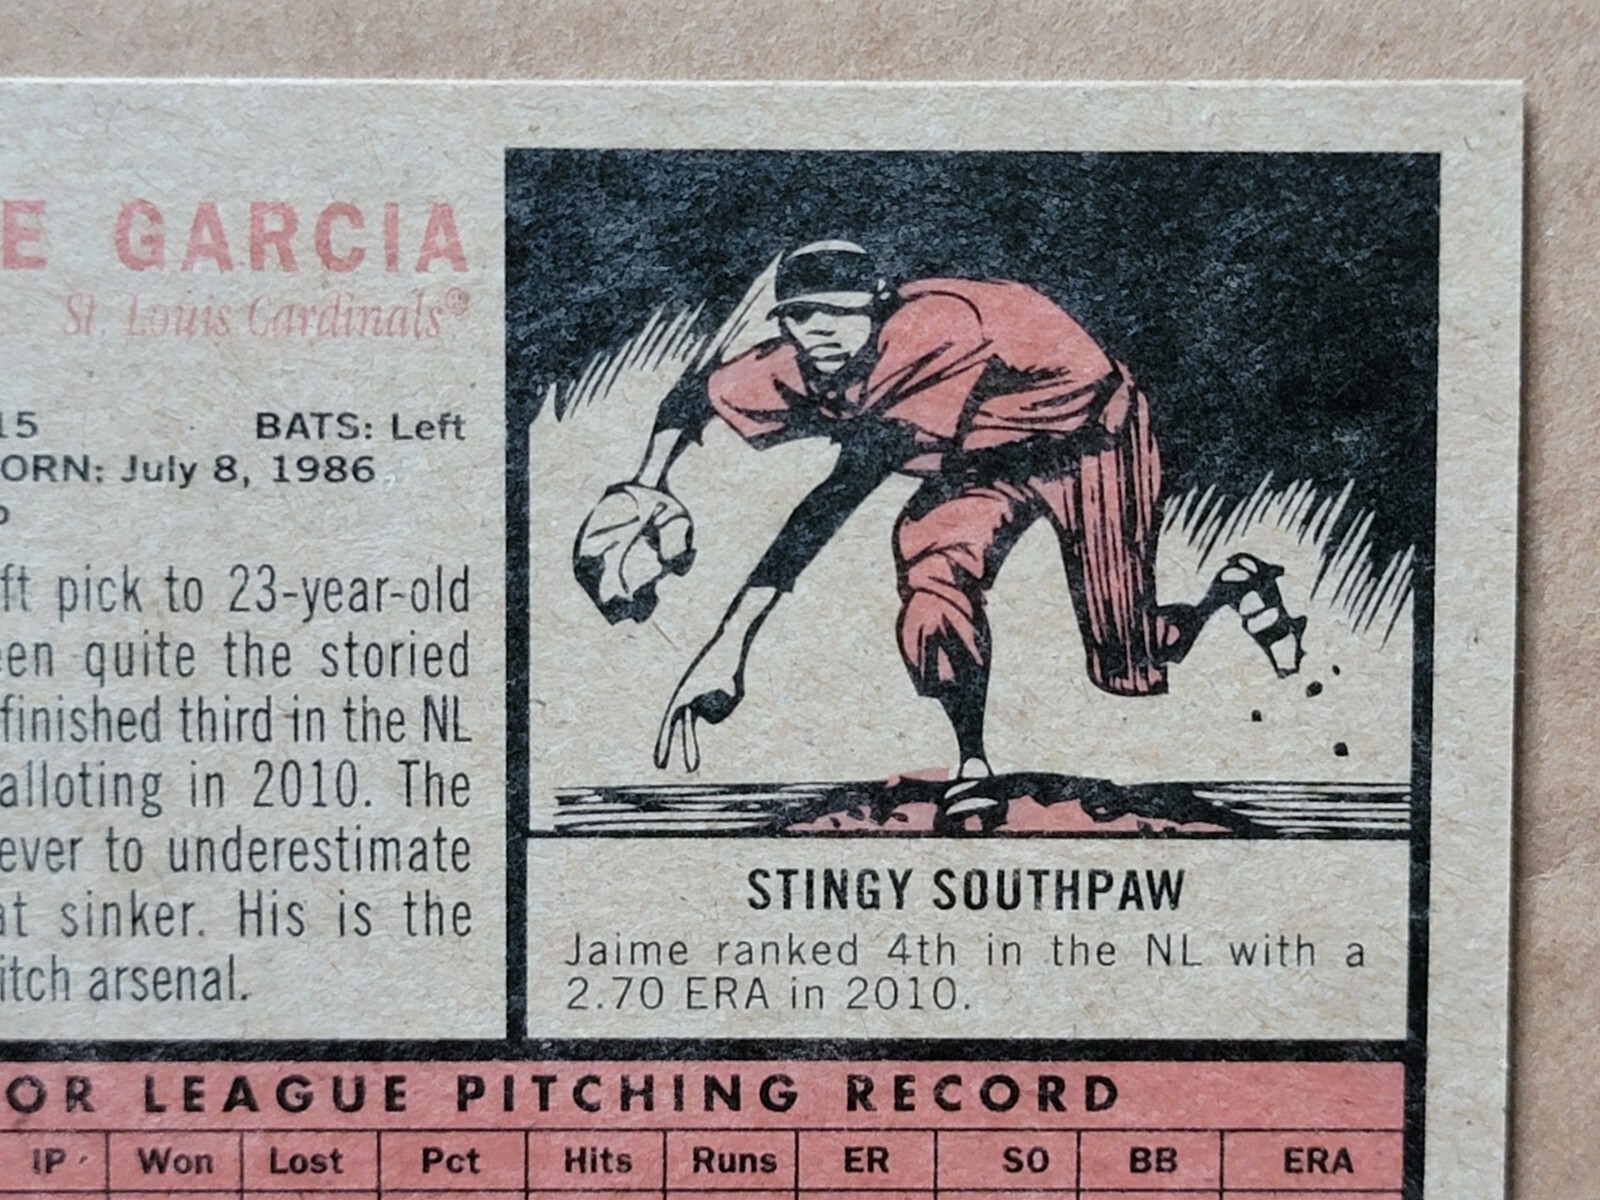 E GARCIA
St. Louis Cardinals®
15 BATS: Left
ORN: July 8, 1986
P
ft pick to 23-year-old
een quite the storied
finished third in the NL
alloting in 2010. The
ever to underestimate
at sinker. His is the
itch arsenal.
STINGY SOUTHPAW
Jaime ranked 4th in the NL with a
2.70 ERA in 2010.
OR LEAGUE PITCHING RECORD
IP Won Lost Pct Hits Runs ER SO BB ERA